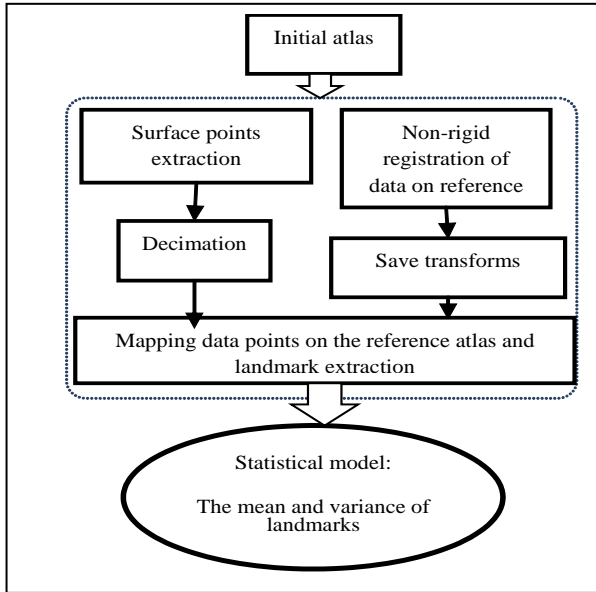 Initial atlas
Surface points
extraction
Non-rigid
registration of
data on reference
Decimation
Save transforms
Mapping data points on the reference atlas and
landmark extraction
Statistical model:
The mean and variance of
landmarks